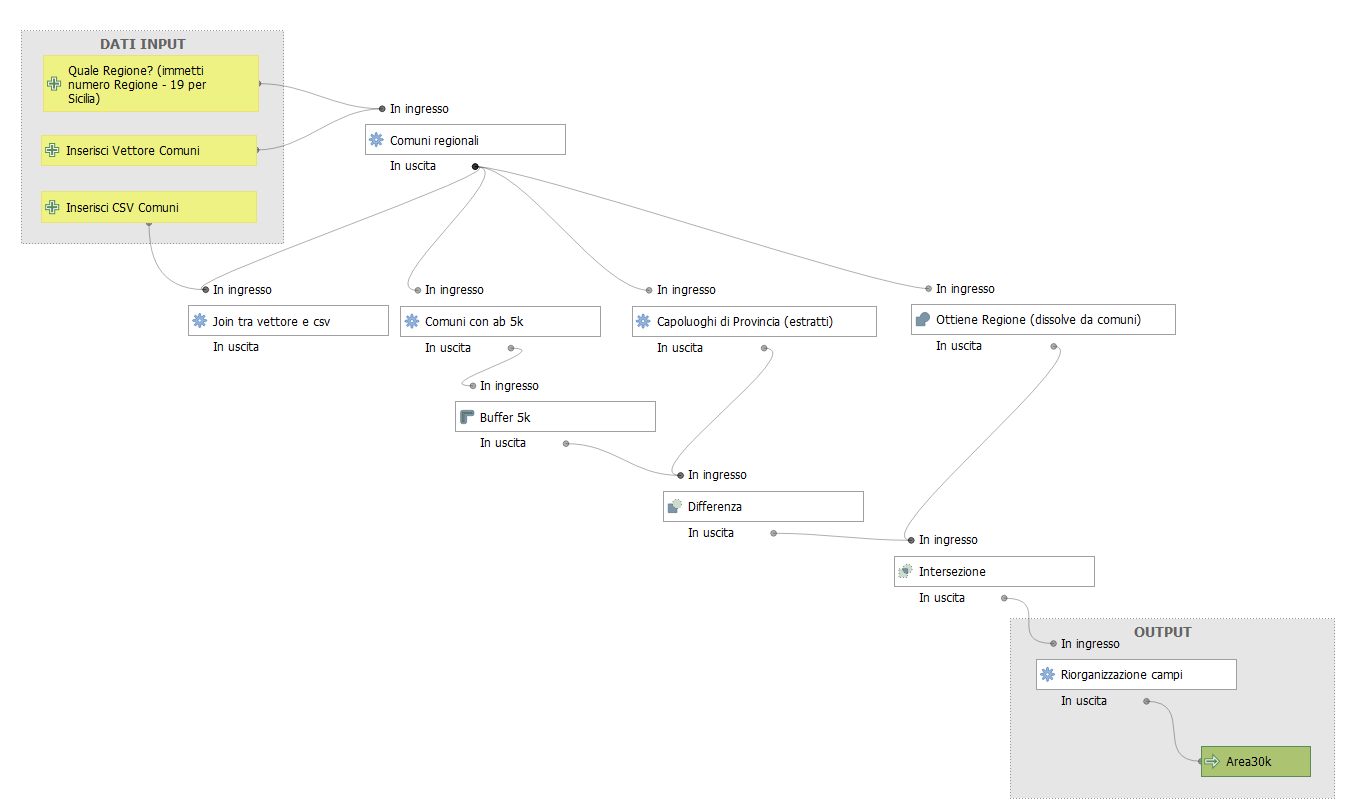 DATI INPUT
Quale Regione? (immetti
numero Regione - 19 per
Sicilia)
In ingresso
Comuni regionali
In uscita
Inserisci Vettore Comuni
Inserisci CSV Comuni
In ingresso
In ingresso
In ingresso
In ingresso
Join tra vettore e csv
Comuni con ab 5k
Capoluoghi di Provincia (estratti)
Ottiene Regione (dissolve da comuni)
In uscita
In uscita
In uscita
In uscita
In ingresso
Buffer 5k
In uscita
In ingresso
Differenza
In uscita
In ingresso
Intersezione
In uscita
OUTPUT
In ingresso
Riorganizzazione campi
In uscita
Area30k